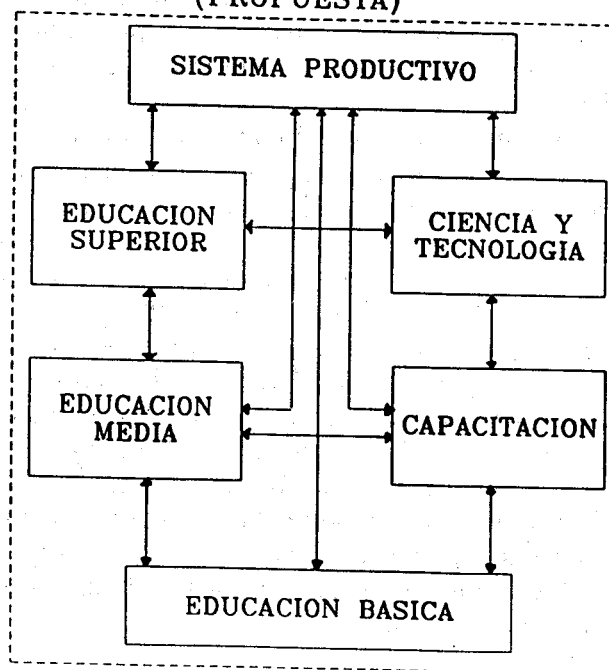 (PROPUESTA)
SISTEMA PRODUCTIVO
EDUCACION
SUPERIOR
CIENCIA Y
TECNOLOGIA
EDUCACION
MEDIA
CAPACITACION
EDUCACION BASICA